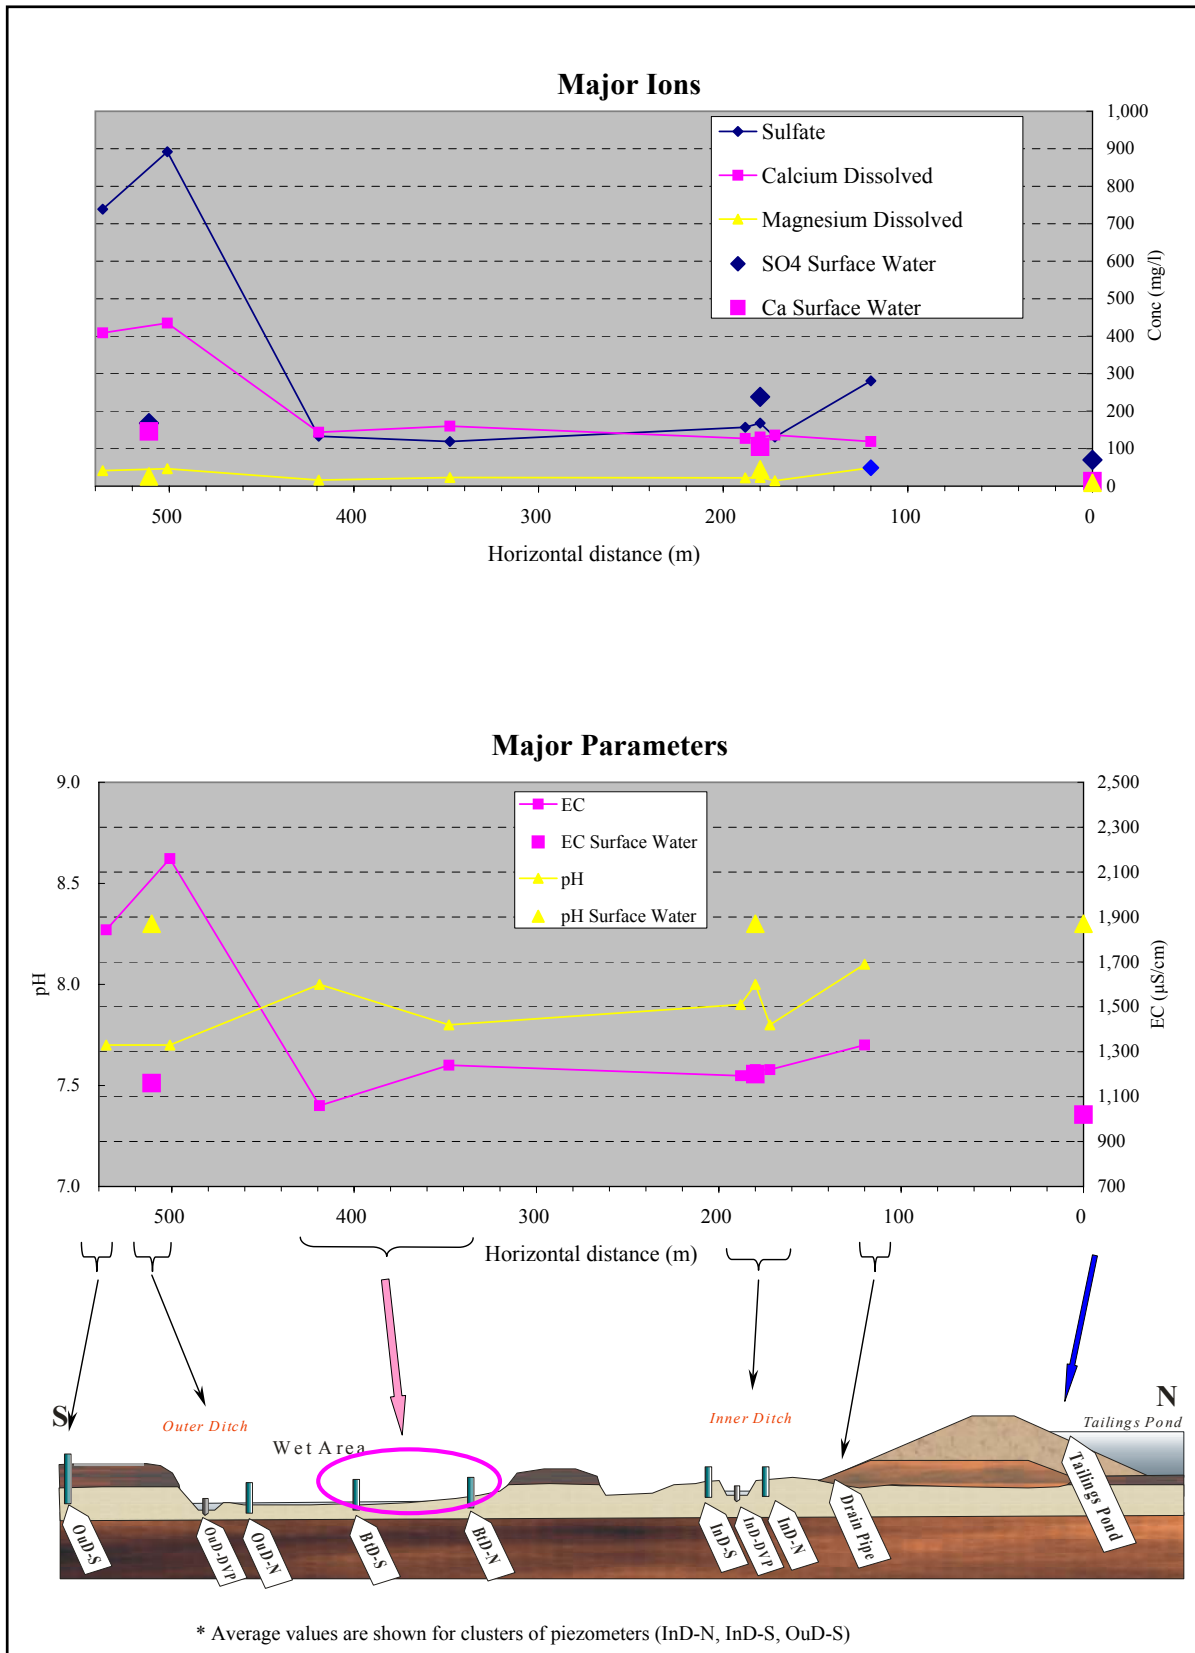 Major Ions
1,000
900
800
700
600
500
400
300
200
100
0
Conc (mg/l)
Sulfate
Calcium Dissolved
Magnesium Dissolved
SO4 Surface Water
Ca Surface Water
500
400
300
200
100
0
Horizontal distance (m)
Major Parameters
9.0
8.5
8.0
7.5
7.0
pH
2,500
2,300
2,100
1,900
1,700
1,500
1,300
1,100
900
700
EC (µS/cm)
EC
EC Surface Water
pH
pH Surface Water
500
400
300
200
100
0
Horizontal distance (m)
S
N
Outer Ditch
Inner Ditch
Tailings Pond
Wet Area
OuD-S
OuD-DVP
OuD-N
BtD-S
BtD-N
InD-S
InD-DVP
InD-N
Drain Pipe
Tailings Pond
* Average values are shown for clusters of piezometers (InD-N, InD-S, OuD-S)